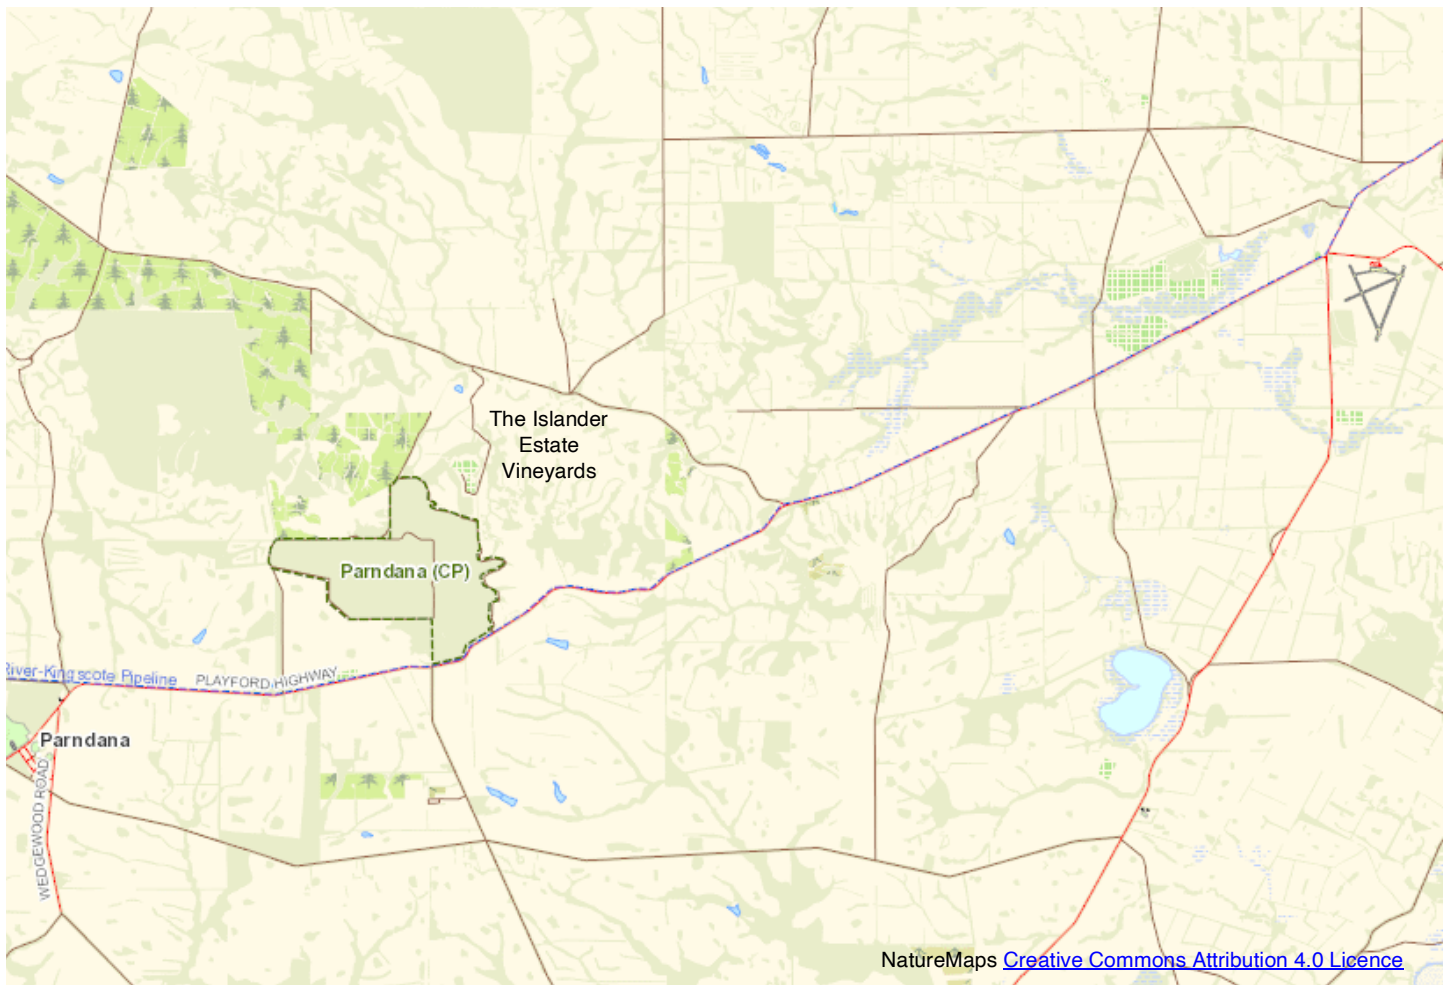 The Islander
Estate
Vineyards
Parndana (CP)
River-Kingscote Pipeline
PLAYFORD HIGHWAY
Parndana
WEDGEWOOD ROAD
NatureMaps Creative Commons Attribution 4.0 Licence